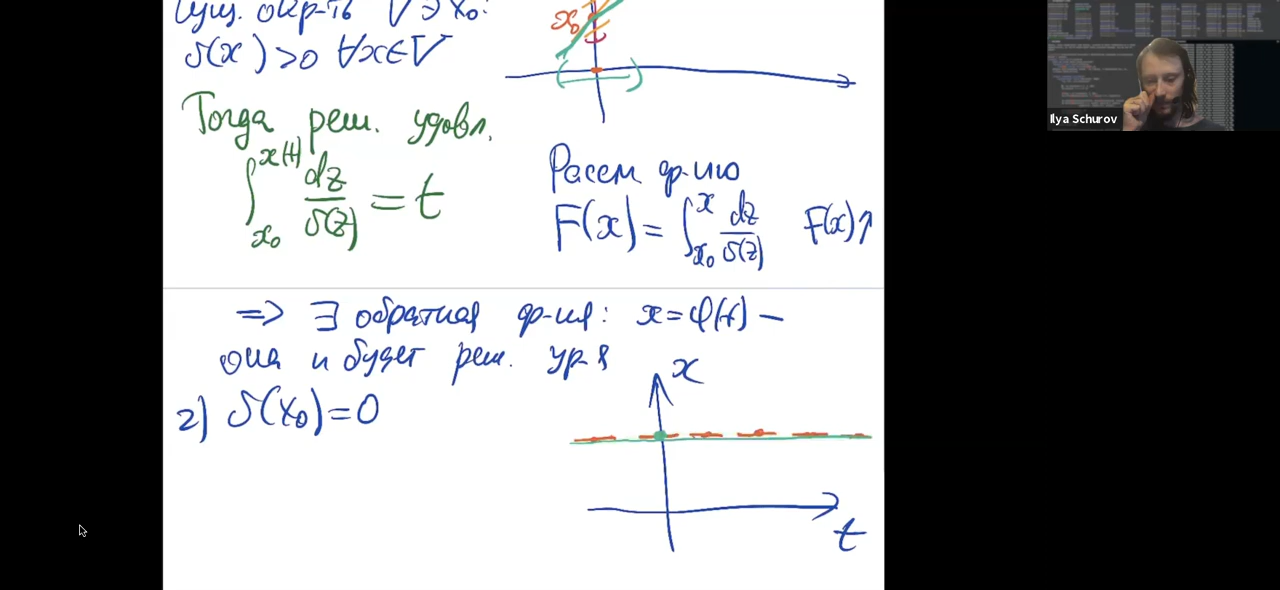 Сущ. окр-ть V ∋ x₀:
v(x) > 0 ∀x∈V
x₀
Тогда реш. удовл.
∫_{x₀}^{x(t)} dz/v(z) = t
Рассм ф-ию
F(x) = ∫_{x₀}^{x} dz/v(z) F(x)↑
=> ∃ обратная ф-ия: x = φ(t) —
она и будет реш. ур-я
2) v(x₀) = 0
x
t
Ilya Schurov